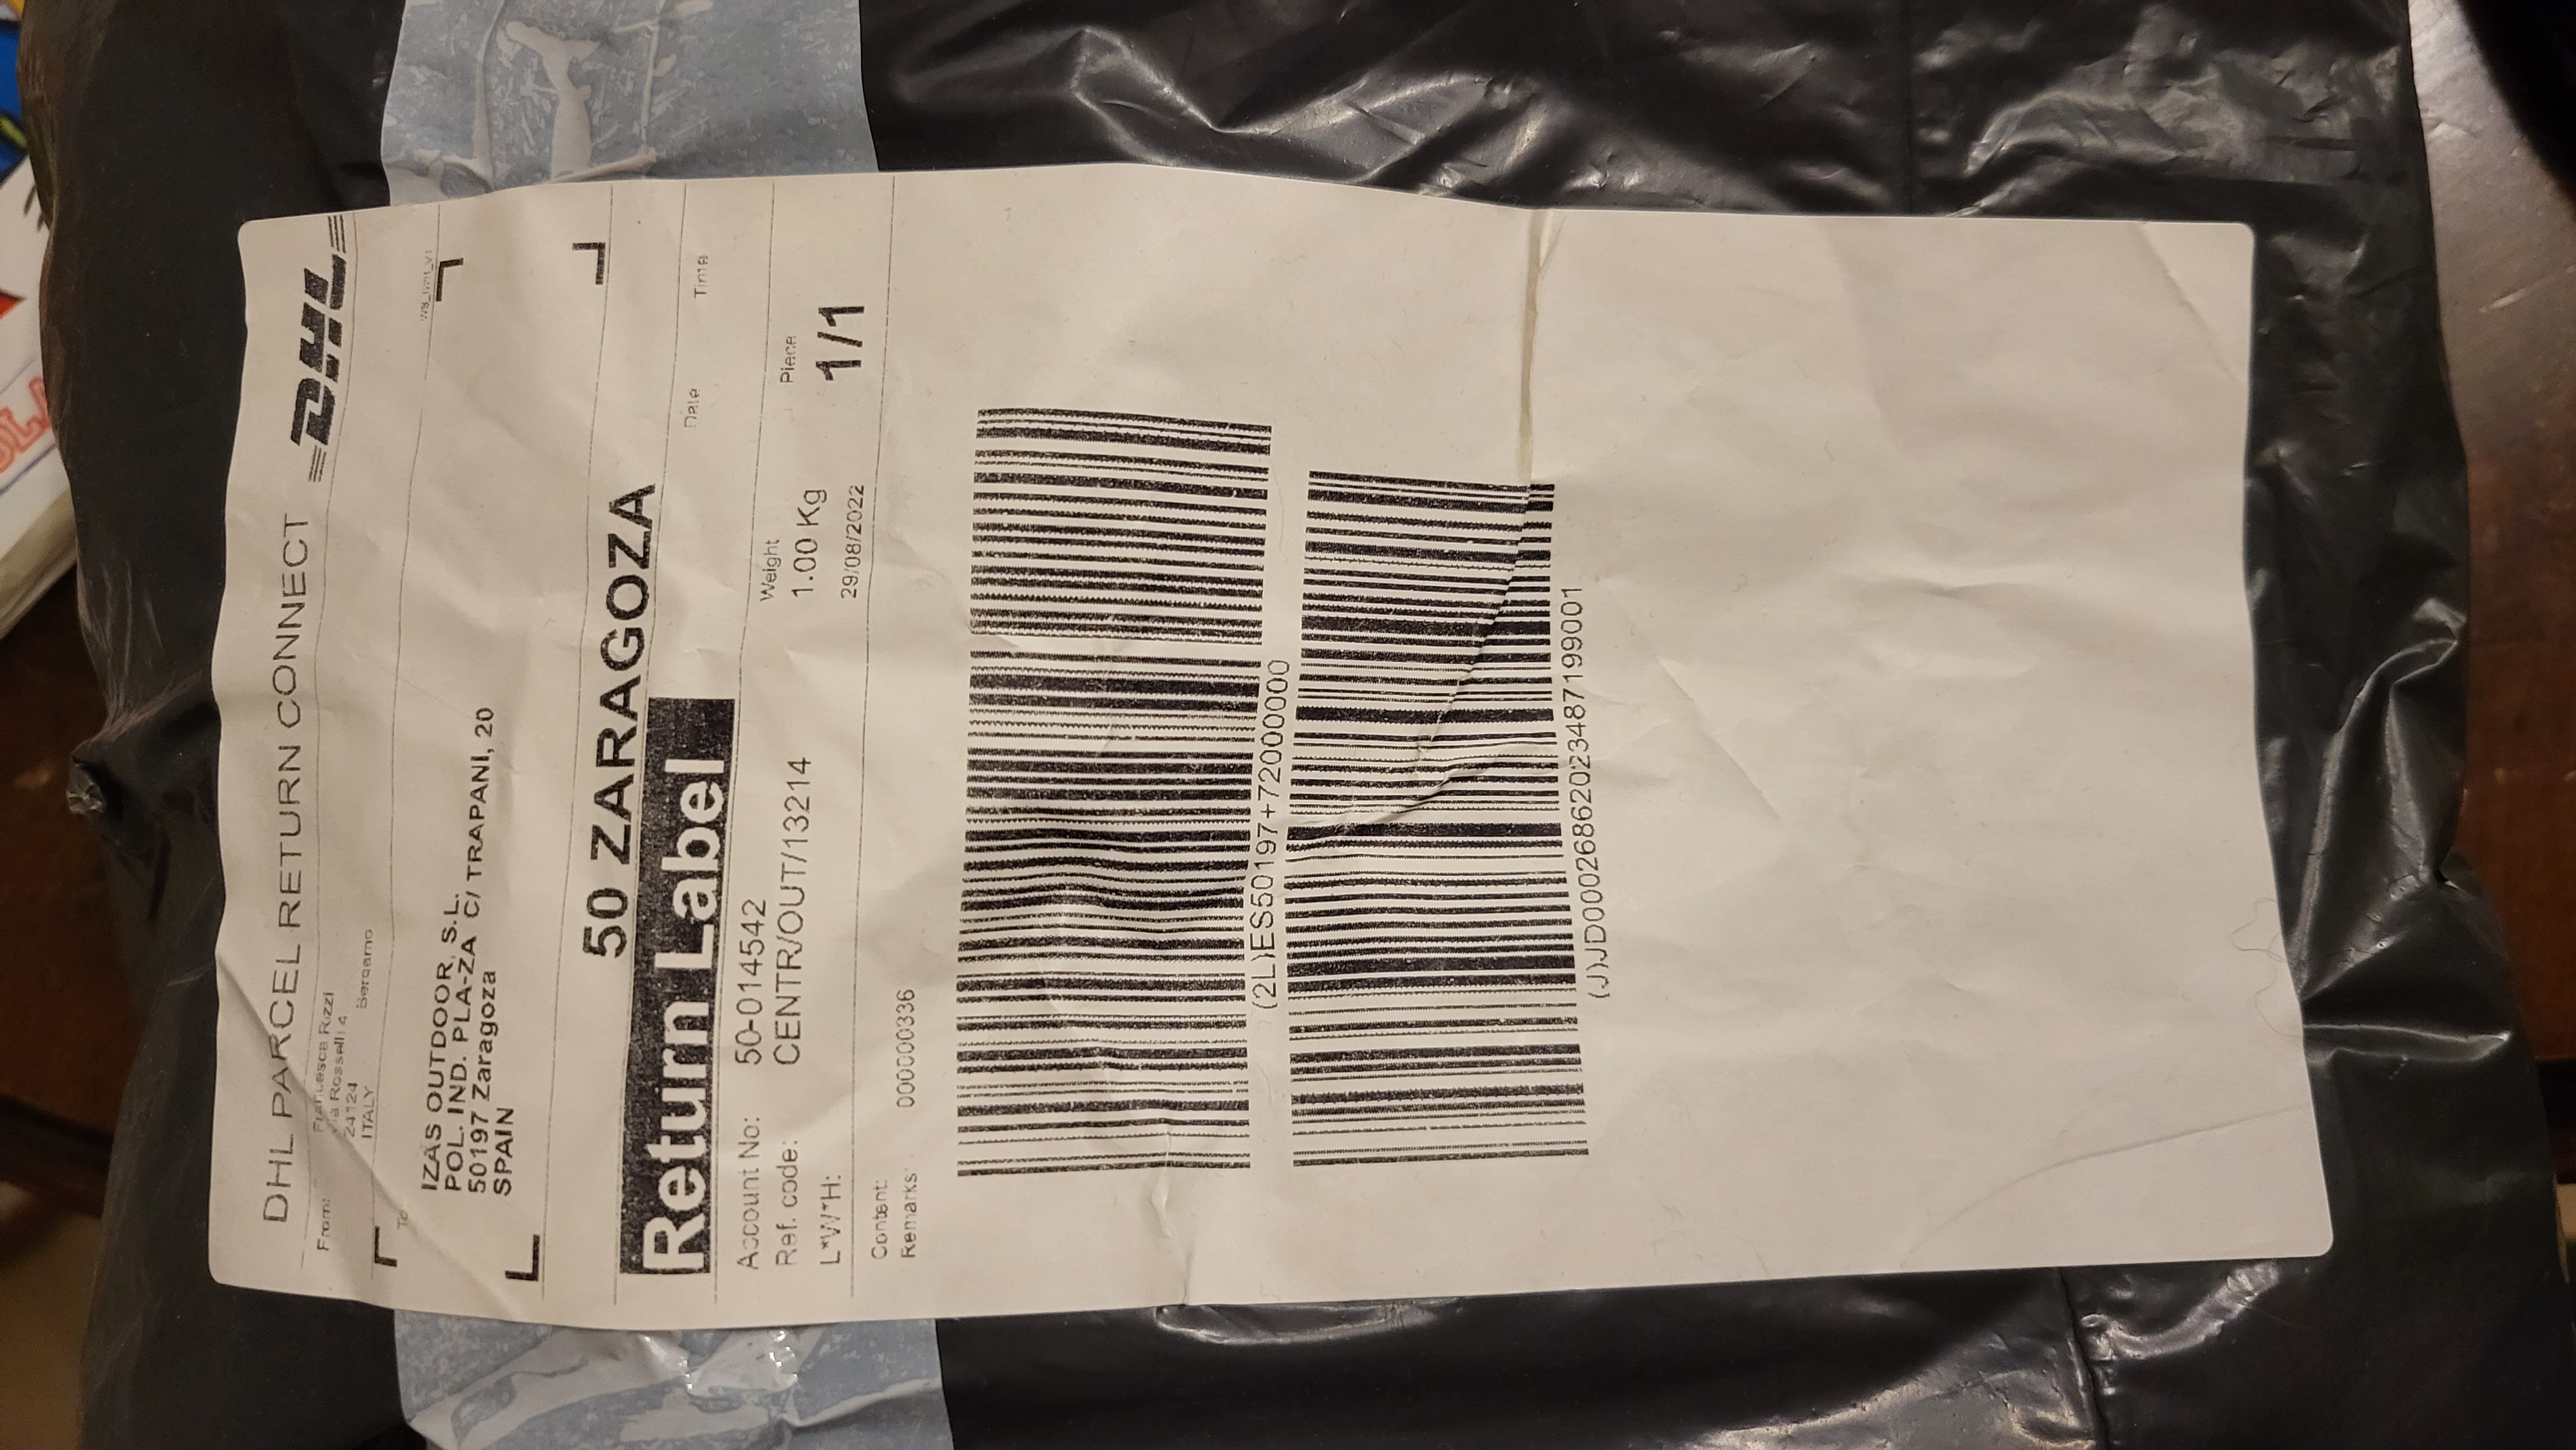 DHL PARCEL RETURN CONNECT
DHL
From:
Francesca Rizzi
Via Rosselli 4
24124 Bergamo
ITALY
To
IZAS OUTDOOR, S.L.
POL. IND. PLA-ZA C/ TRAPANI, 20
50197 Zaragoza
SPAIN
50 ZARAGOZA
Return Label
Date Time
Account No: 50-014542
Ref. code: CENTR/OUT/13214
L*W*H:
Weight
1.00 Kg
29/08/2022
Piece
1/1
Content:
Remarks: 000000336
(2L)ES50197+72000000
(J)JD0002686202348719900​1